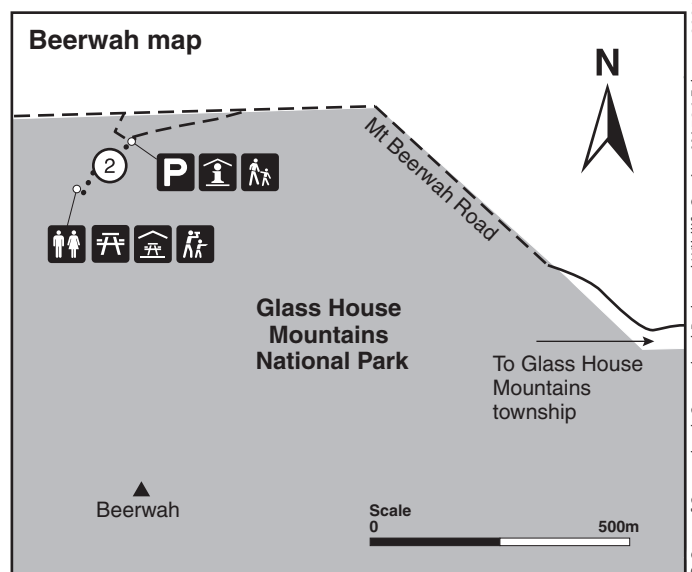 Beerwah map
N
2
P
Mt Beerwah Road
Glass House
Mountains
National Park
To Glass House
Mountains
township
Beerwah
Scale
0 500m